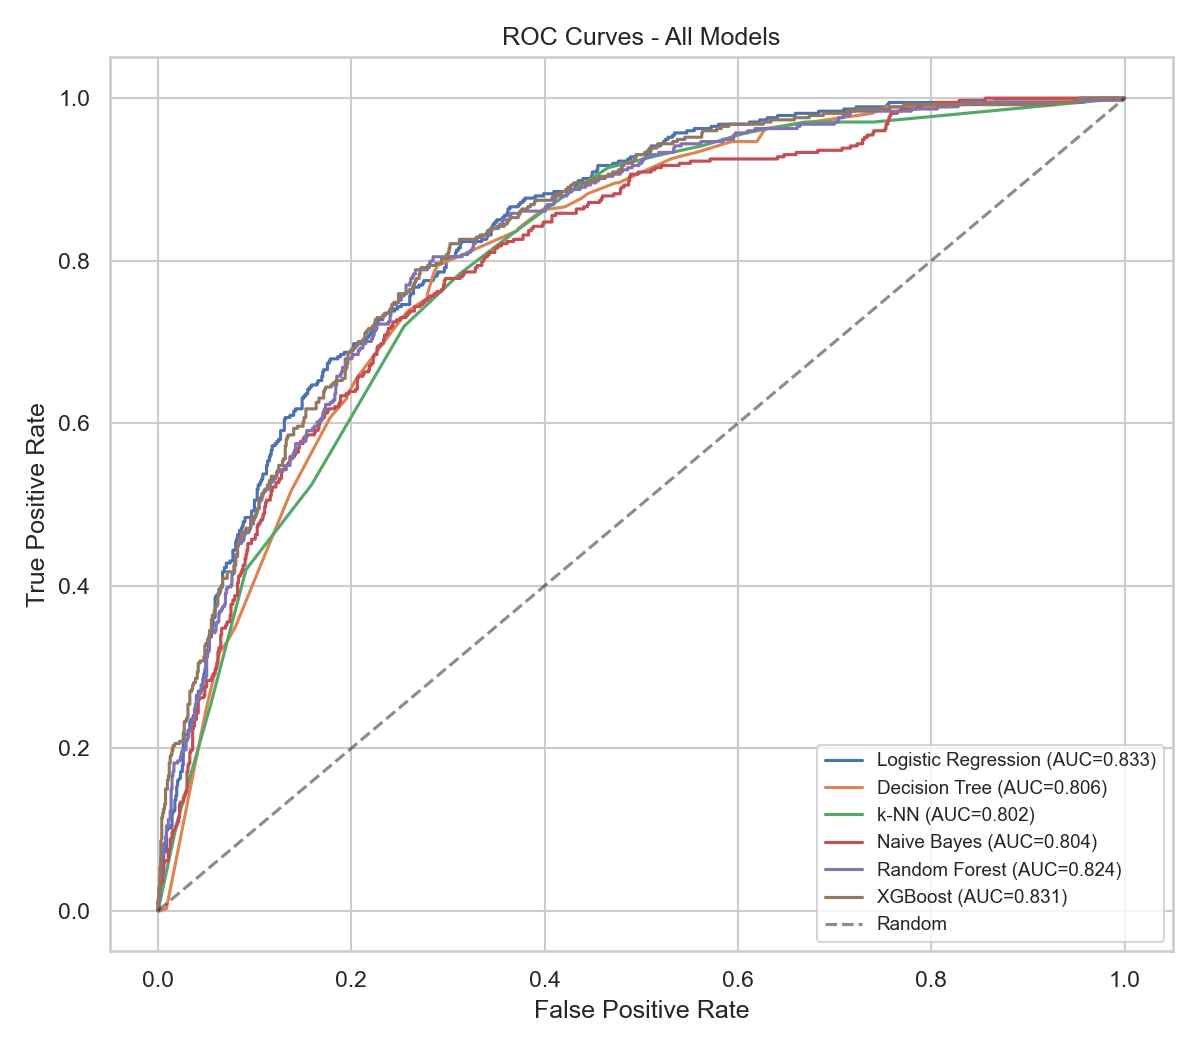 ROC Curves - All Models
True Positive Rate
1.0
0.8
0.6
0.4
0.2
0.0
Logistic Regression (AUC=0.833)
Decision Tree (AUC=0.806)
k-NN (AUC=0.802)
Naive Bayes (AUC=0.804)
Random Forest (AUC=0.824)
XGBoost (AUC=0.831)
Random
0.0 0.2 0.4 0.6 0.8 1.0
False Positive Rate